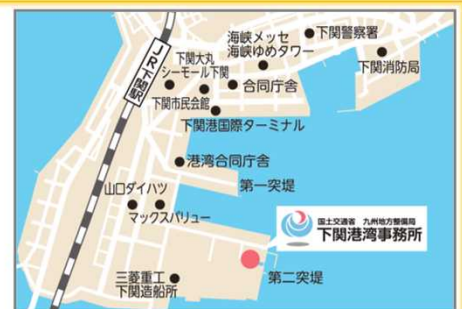 海峡メッセ
海峡ゆめタワー
下関警察署
下関消防局
JR下関駅
下関大丸
シーモール下関
合同庁舎
下関市民会館
下関港国際ターミナル
港湾合同庁舎
第一突堤
山口ダイハツ
マックスバリュー
国土交通省 九州地方整備局
下関港湾事務所
三菱重工
下関造船所
第二突堤